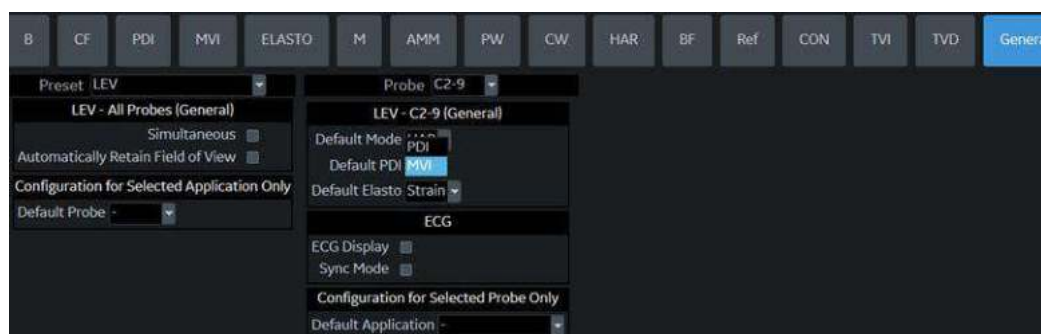 B CF PDI MVI ELASTO M AMM PW CW HAR BF Ref CON TVI TVD Genera
Preset LEV
LEV - All Probes (General)
Simultaneous
Automatically Retain Field of View
Configuration for Selected Application Only
Default Probe -
Probe C2-9
LEV - C2-9 (General)
Default Mode HAR
PDI
Default PDI MVI
Default Elasto Strain
ECG
ECG Display
Sync Mode
Configuration for Selected Probe Only
Default Application -